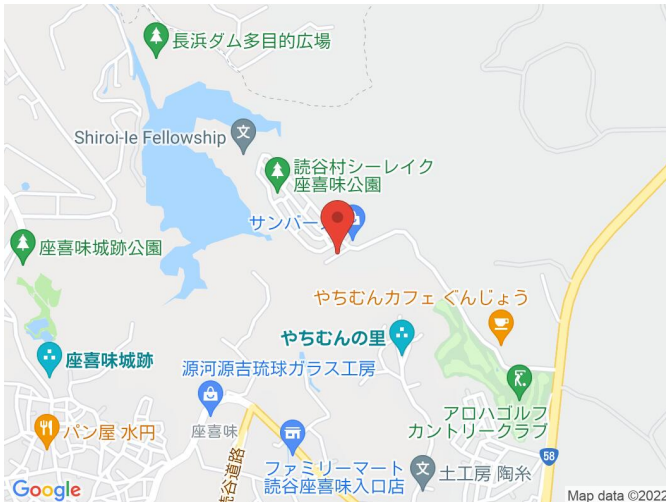 長浜ダム多目的広場
Shiroi-Ie Fellowship
読谷村シーレイク
座喜味公園
サンバー
座喜味城跡公園
やちむんカフェ ぐんじょう
やちむんの里
座喜味城跡
源河源吉琉球ガラス工房
アロハゴルフ
カントリークラブ
パン屋 水円
座喜味
読谷道路
ファミリーマート
読谷座喜味入口店
58
土工房 陶糸
Google
Map data ©2022